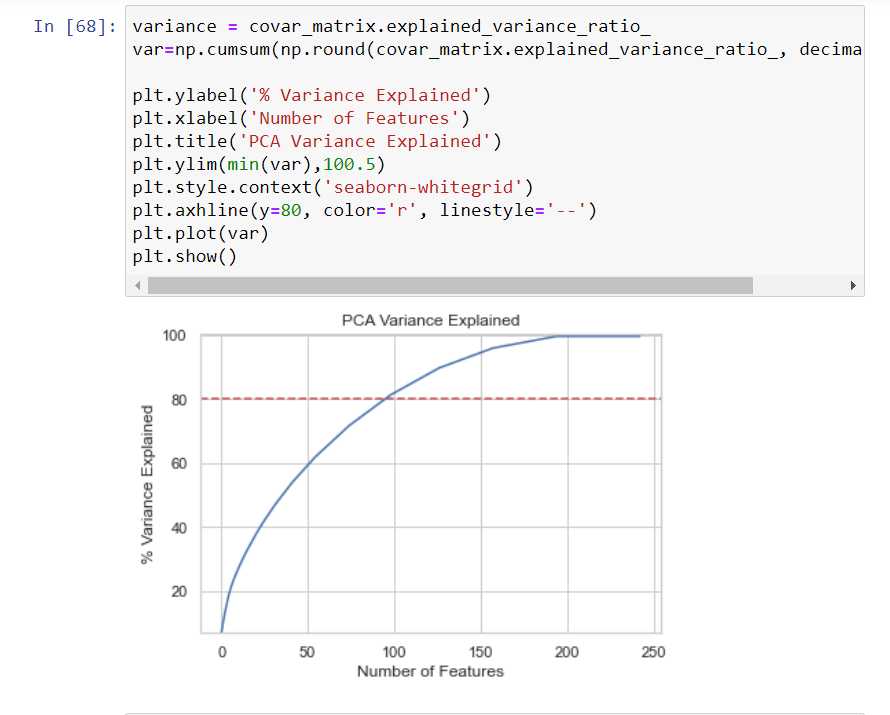 In [68]:
variance = covar_matrix.explained_variance_ratio_
var=np.cumsum(np.round(covar_matrix.explained_variance_ratio_, decima
plt.ylabel('% Variance Explained')
plt.xlabel('Number of Features')
plt.title('PCA Variance Explained')
plt.ylim(min(var),100.5)
plt.style.context('seaborn-whitegrid')
plt.axhline(y=80, color='r', linestyle='--')
plt.plot(var)
plt.show()
PCA Variance Explained
% Variance Explained
100
80
60
40
20
0 50 100 150 200 250
Number of Features